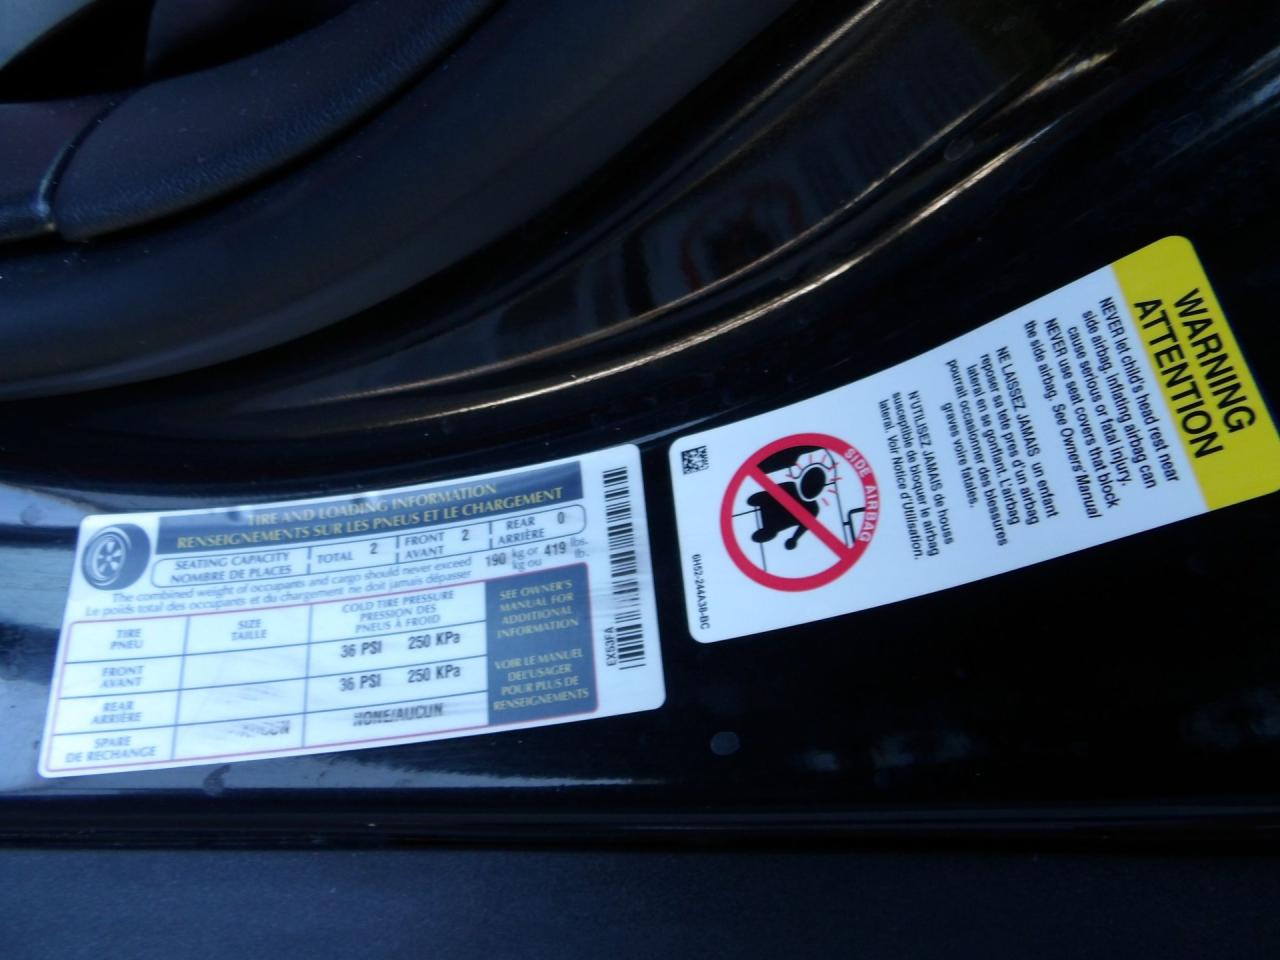 TIRE AND LOADING INFORMATION
RENSEIGNEMENTS SUR LES PNEUS ET LE CHARGEMENT
SEATING CAPACITY
NOMBRE DE PLACES
TOTAL 2
FRONT
AVANT
2
REAR
ARRIÈRE
0
The combined weight of occupants and cargo should never exceed
Le poids total des occupants et du chargement ne doit jamais dépasser
190
kg or
kg ou
419
lbs.
lb.
TIRE
PNEU
SIZE
TAILLE
COLD TIRE PRESSURE
PRESSION DES
PNEUS À FROID
FRONT
AVANT
36 PSI 250 KPa
REAR
ARRIÈRE
36 PSI 250 KPa
SPARE
DE RECHANGE
NONE/AUCUN
SEE OWNER'S
MANUAL FOR
ADDITIONAL
INFORMATION
VOIR LE MANUEL
DE L'USAGER
POUR PLUS DE
RENSEIGNEMENTS
EX53FA
WARNING
ATTENTION
NEVER let child's head rest near
side airbag, inflating airbag can
cause serious or fatal injury.
NEVER use seat covers that block
the side airbag. See Owners' Manual
NE LAISSEZ JAMAIS un enfant
reposer sa tete pres d'un airbag
lateral en se gonflant. L'airbag
pourrait occasionner des blessures
graves voire fatales.
N'UTILISEZ JAMAIS de houss
susceptible de bloquer le airbag
lateral. Voir Notice d'Utilisation.
SIDE AIRBAG
6H52-244A38-BC